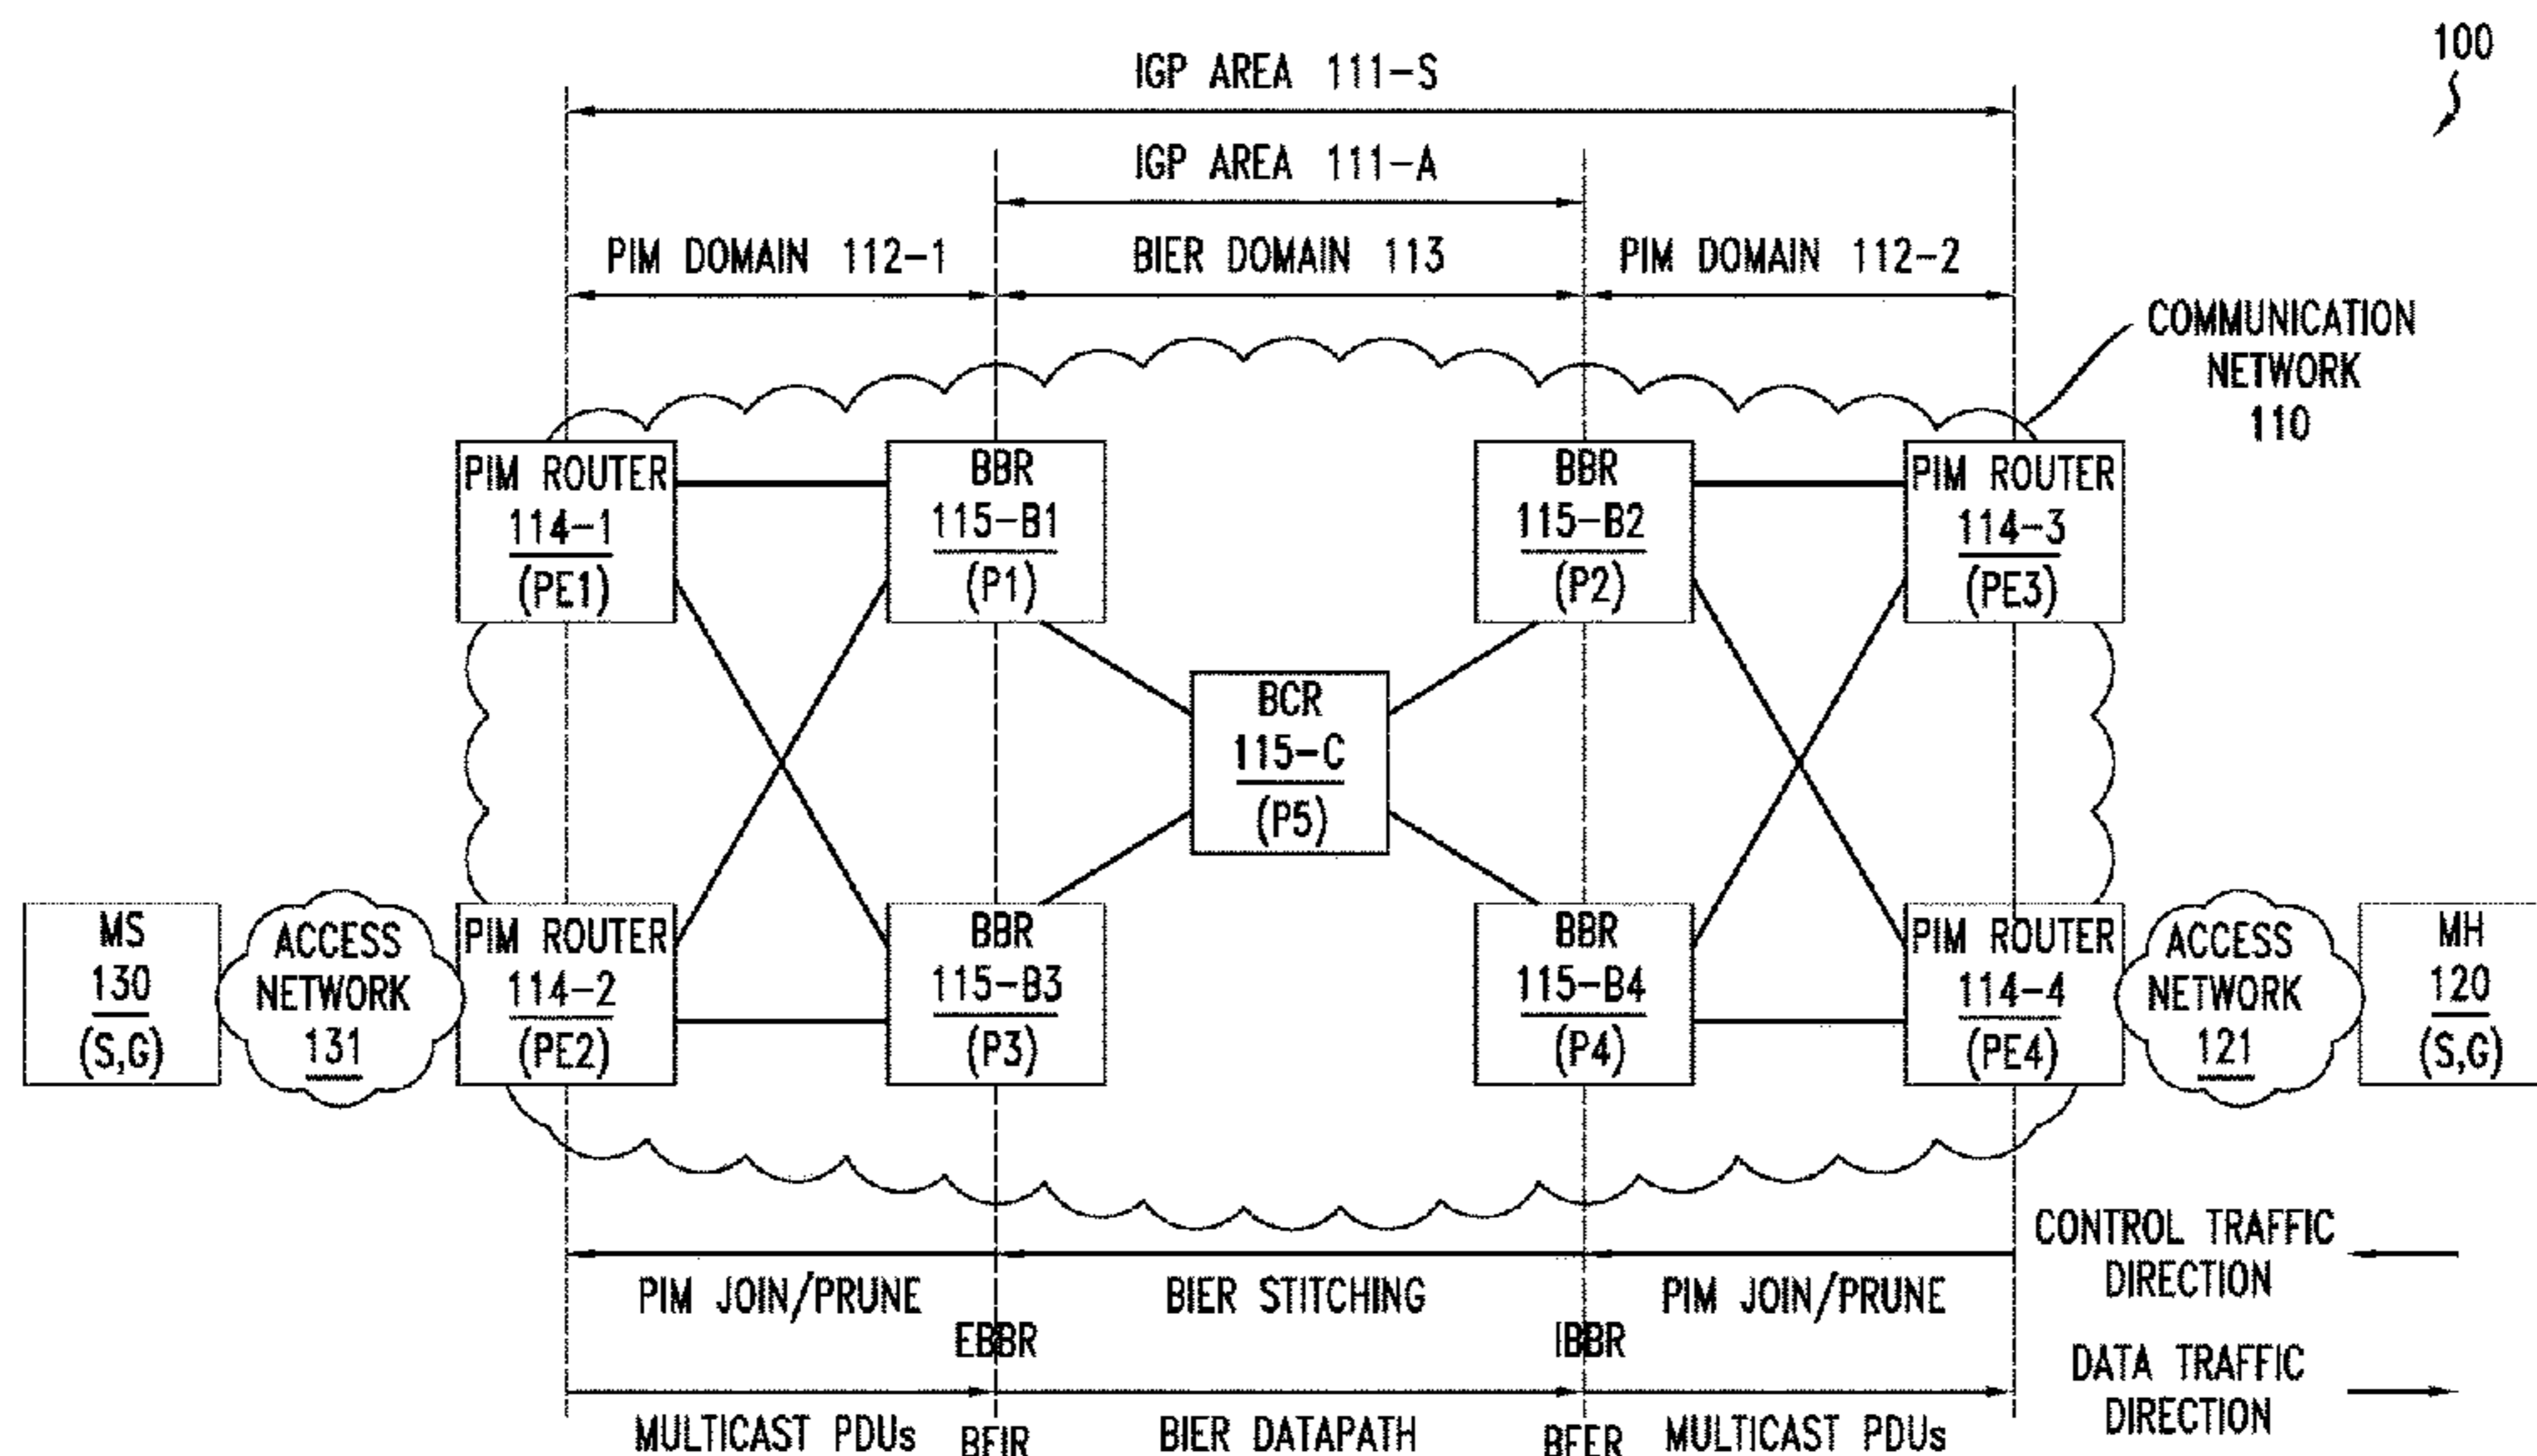 100
IGP AREA 111-S
IGP AREA 111-A
PIM DOMAIN 112-1
BIER DOMAIN 113
PIM DOMAIN 112-2
COMMUNICATION
NETWORK
110
PIM ROUTER
114-1
(PE1)
BBR
115-B1
(P1)
BBR
115-B2
(P2)
PIM ROUTER
114-3
(PE3)
BCR
115-C
(P5)
MS
130
(S,G)
ACCESS
NETWORK
131
PIM ROUTER
114-2
(PE2)
BBR
115-B3
(P3)
BBR
115-B4
(P4)
PIM ROUTER
114-4
(PE4)
ACCESS
NETWORK
121
MH
120
(S,G)
CONTROL TRAFFIC
DIRECTION
PIM JOIN/PRUNE
BIER STITCHING
PIM JOIN/PRUNE
EBBR
IBBR
DATA TRAFFIC
DIRECTION
MULTICAST PDUs
BFIR
BIER DATAPATH
BFER
MULTICAST PDUs